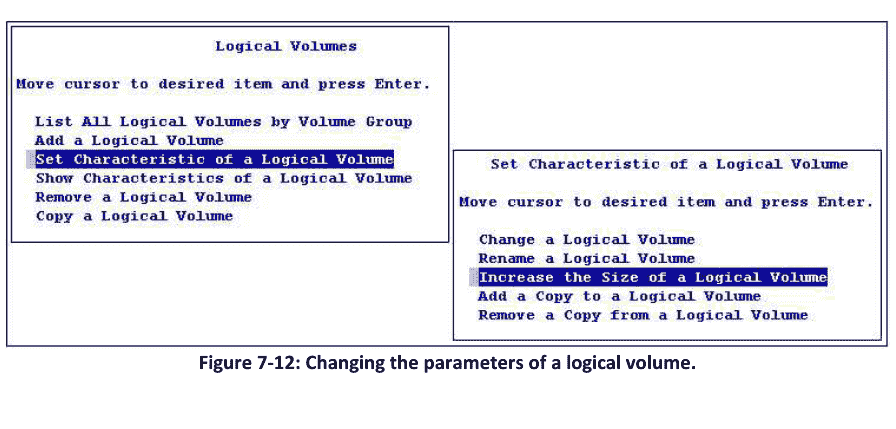 Logical Volumes
Move cursor to desired item and press Enter.
List All Logical Volumes by Volume Group
Add a Logical Volume
Set Characteristic of a Logical Volume
Show Characteristics of a Logical Volume
Remove a Logical Volume
Copy a Logical Volume
Set Characteristic of a Logical Volume
Move cursor to desired item and press Enter.
Change a Logical Volume
Rename a Logical Volume
Increase the Size of a Logical Volume
Add a Copy to a Logical Volume
Remove a Copy from a Logical Volume
Figure 7-12: Changing the parameters of a logical volume.